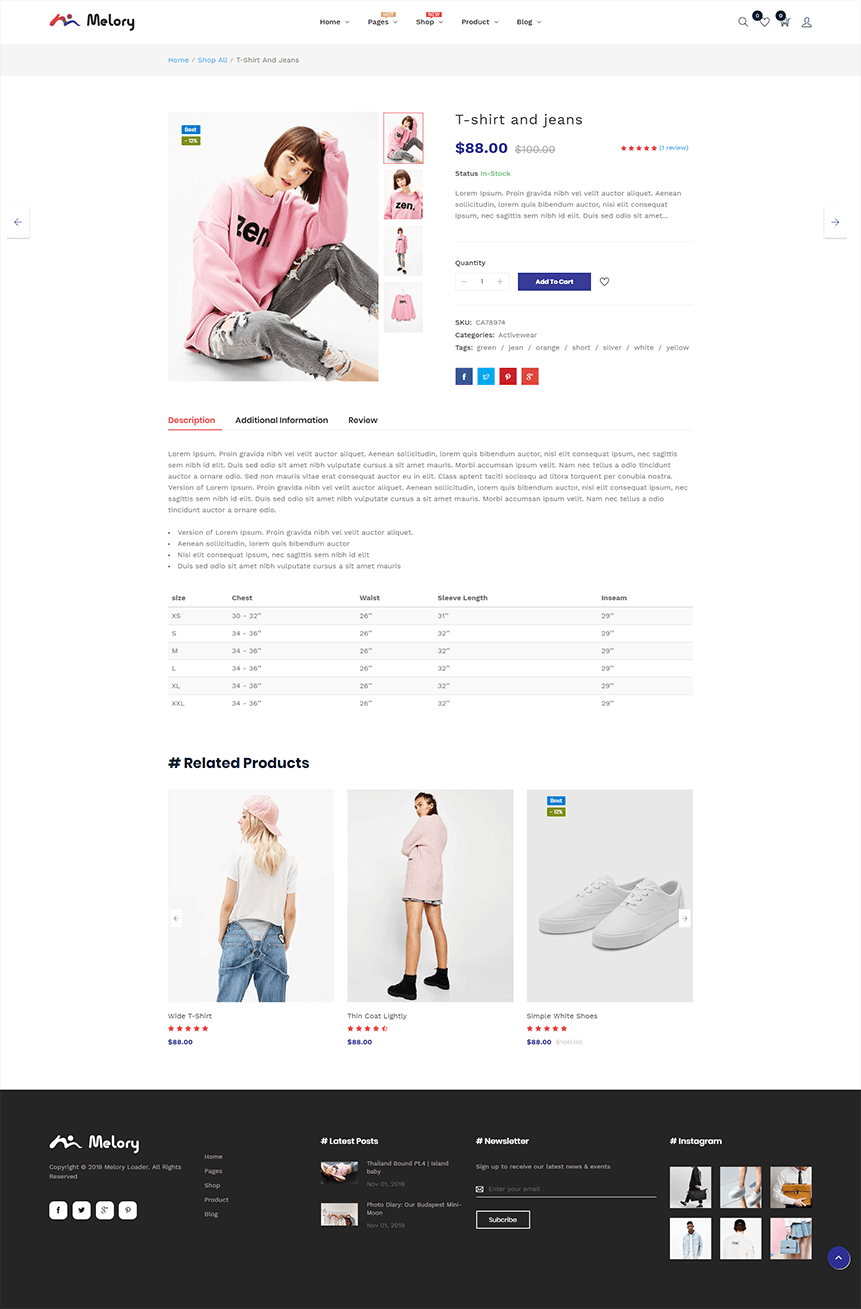 Melory
Home
Pages
HOT
Shop
NEW
Product
Blog
0
0
Home / Shop All / T-Shirt And Jeans
Best
- 12%
zen.
zen.
T-shirt and jeans
$88.00 $100.00
(1 review)
Status In-Stock
Lorem Ipsum. Proin gravida nibh vel velit auctor aliquet. Aenean
sollicitudin, lorem quis bibendum auctor, nisi elit consequat
ipsum, nec sagittis sem nibh id elit. Duis sed odio sit amet...
Quantity
− 1 +
Add To Cart
SKU: CA78974
Categories: Activewear
Tags: green / jean / orange / short / silver / white / yellow
f
g+
Description
Additional Information
Review
Lorem Ipsum. Proin gravida nibh vel velit auctor aliquet. Aenean sollicitudin, lorem quis bibendum auctor, nisi elit consequat ipsum, nec sagittis
sem nibh id elit. Duis sed odio sit amet nibh vulputate cursus a sit amet mauris. Morbi accumsan ipsum velit. Nam nec tellus a odio tincidunt
auctor a ornare odio. Sed non mauris vitae erat consequat auctor eu in elit. Class aptent taciti sociosqu ad litora torquent per conubia nostra.
Version of Lorem Ipsum. Proin gravida nibh vel velit auctor aliquet. Aenean sollicitudin, lorem quis bibendum auctor, nisi elit consequat ipsum, nec
sagittis sem nibh id elit. Duis sed odio sit amet nibh vulputate cursus a sit amet mauris. Morbi accumsan ipsum velit. Nam nec tellus a odio
tincidunt auctor a ornare odio.
• Version of Lorem Ipsum. Proin gravida nibh vel velit auctor aliquet.
• Aenean sollicitudin, lorem quis bibendum auctor
• Nisi elit consequat ipsum, nec sagittis sem nibh id elit
• Duis sed odio sit amet nibh vulputate cursus a sit amet mauris
size Chest Waist Sleeve Length Inseam
XS 30 - 32" 26" 31" 29"
S 34 - 36" 26" 32" 29"
M 34 - 36" 26" 32" 29"
L 34 - 36" 26" 32" 29"
XL 34 - 36" 26" 32" 29"
XXL 34 - 36" 26" 32" 29"
# Related Products
Best
- 12%
Wide T-Shirt
$88.00
Thin Coat Lightly
$88.00
Simple White Shoes
$88.00 $100.00
Melory
Copyright © 2018 Melory Loader. All Rights
Reserved
f
g+
Home
Pages
Shop
Product
Blog
# Latest Posts
Thailand Bound Pt.4 | Island
baby
Nov 01, 2018
Photo Diary: Our Budapest Mini-
Moon
Nov 01, 2018
# Newsletter
Sign up to receive our latest news & events
Enter your email
Subcribe
# Instagram